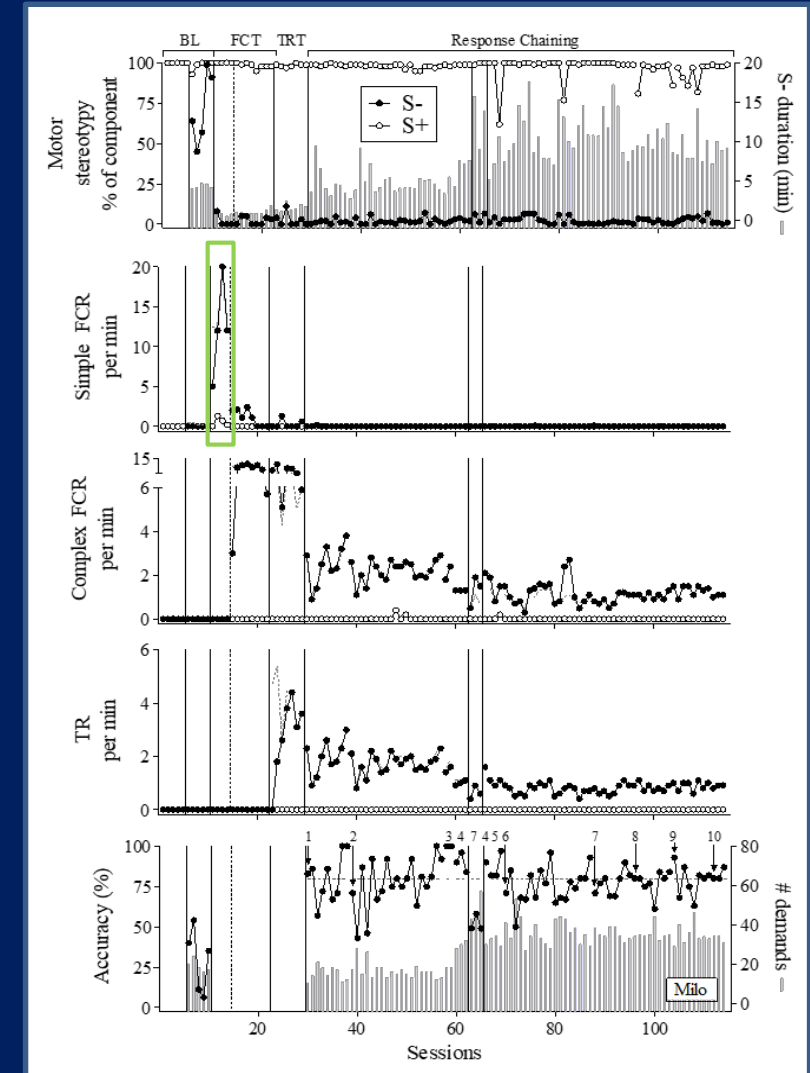 BL FCT TRT Response Chaining
Motor
stereotypy
% of component
100
75
50
25
0
S-
S+
20
15
10
5
0
S- duration (min)
Simple FCR
per min
20
15
10
5
0
Complex FCR
per min
15
6
4
2
0
TR
per min
6
4
2
0
1 2 3 4 7 4 5 6 7 8 9 10
Accuracy (%)
100
75
50
25
0
80
60
40
20
0
# demands
Milo
20 40 60 80 100
Sessions